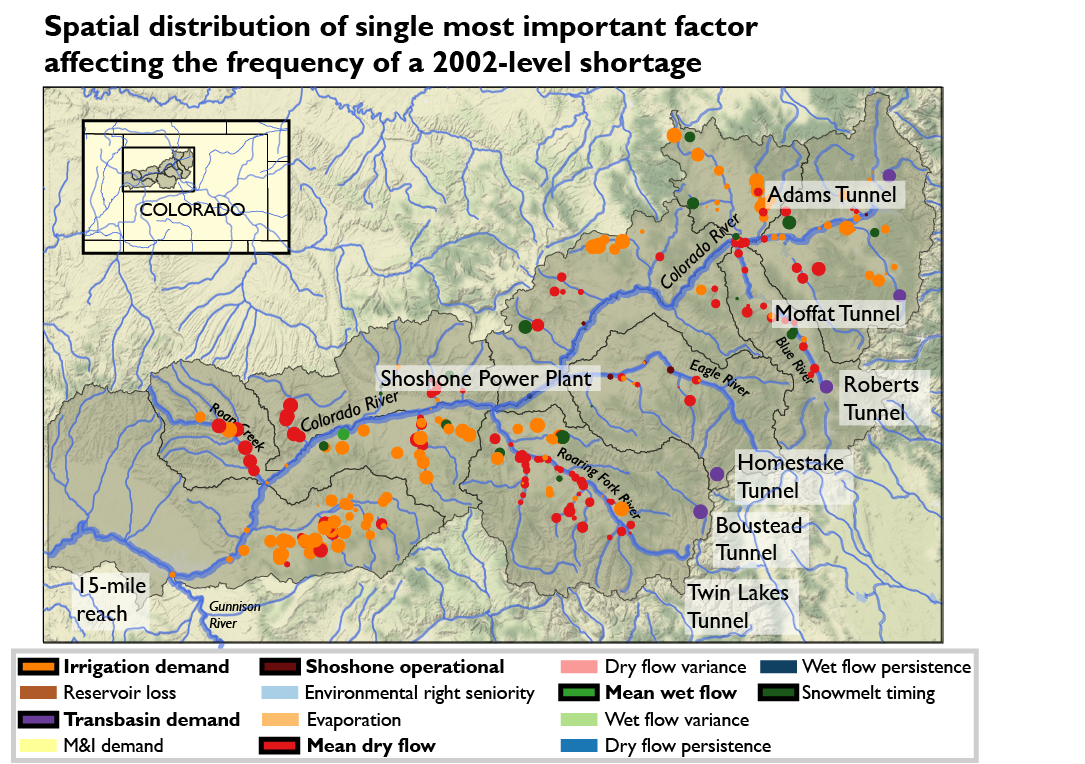 Spatial distribution of single most important factor
affecting the frequency of a 2002-level shortage
COLORADO
Adams Tunnel
Colorado River
Moffat Tunnel
Blue River
Shoshone Power Plant
Eagle River
Roberts
Tunnel
Colorado River
Roan Creek
Roaring Fork River
Homestake
Tunnel
Boustead
Tunnel
15-mile
reach
Twin Lakes
Tunnel
Gunnison
River
Irrigation demand
Shoshone operational
Dry flow variance
Wet flow persistence
Reservoir loss
Environmental right seniority
Mean wet flow
Snowmelt timing
Transbasin demand
Evaporation
Wet flow variance
M&I demand
Mean dry flow
Dry flow persistence